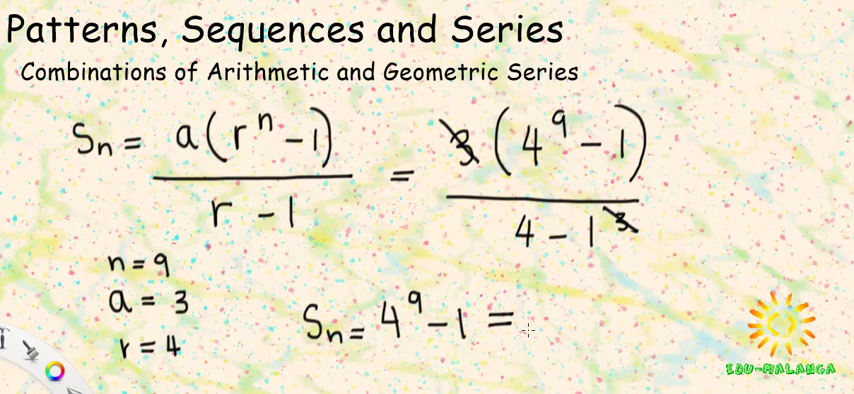 Patterns, Sequences and Series
Combinations of Arithmetic and Geometric Series
Sn = a(r^n - 1) / (r - 1) = 3(4^9 - 1) / (4 - 1) 3
n = 9
a = 3
r = 4
Sn = 4^9 - 1 =
EDU-MALANGA